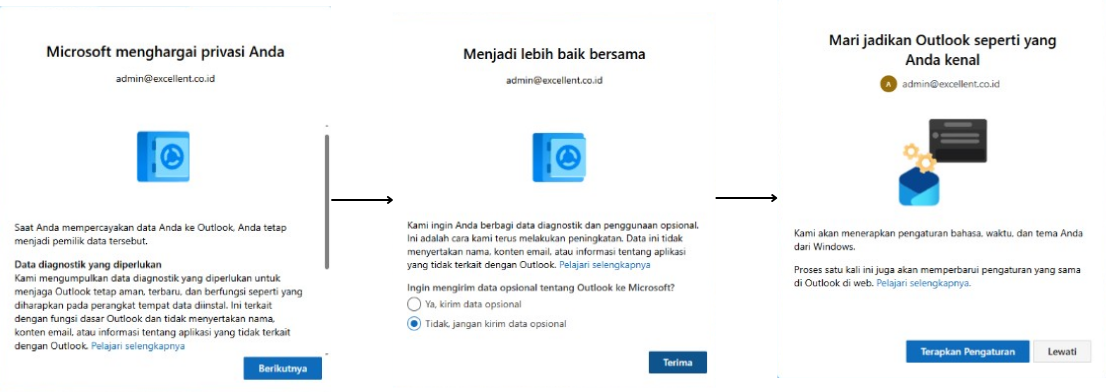 Microsoft menghargai privasi Anda
admin@excellent.co.id
Saat Anda mempercayakan data Anda ke Outlook, Anda tetap
menjadi pemilik data tersebut.
Data diagnostik yang diperlukan
Kami mengumpulkan data diagnostik yang diperlukan untuk
menjaga Outlook tetap aman, terbaru, dan berfungsi seperti yang
diharapkan pada perangkat tempat data diinstal. Ini terkait
dengan fungsi dasar Outlook dan tidak menyertakan nama,
konten email, atau informasi tentang aplikasi yang tidak terkait
dengan Outlook. Pelajari selengkapnya
Berikutnya
Menjadi lebih baik bersama
admin@excellent.co.id
Kami ingin Anda berbagi data diagnostik dan penggunaan opsional.
Ini adalah cara kami terus melakukan peningkatan. Data ini tidak
menyertakan nama, konten email, atau informasi tentang aplikasi
yang tidak terkait dengan Outlook. Pelajari selengkapnya
Ingin mengirim data opsional tentang Outlook ke Microsoft?
Ya, kirim data opsional
Tidak, jangan kirim data opsional
Terima
Mari jadikan Outlook seperti yang
Anda kenal
A admin@excellent.co.id
Kami akan menerapkan pengaturan bahasa, waktu, dan tema Anda
dari Windows.
Proses satu kali ini juga akan memperbarui pengaturan yang sama
di Outlook di web. Pelajari selengkapnya.
Terapkan Pengaturan
Lewati